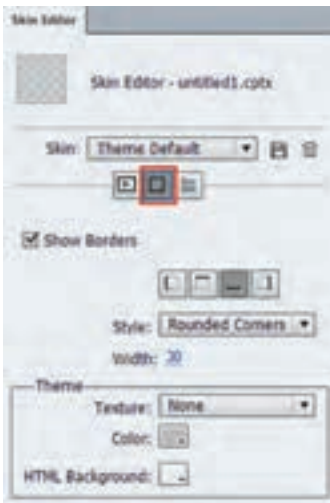 Skin Editor
Skin Editor - untitled1.cptx
Skin: Theme Default
Show Borders
Style: Rounded Corners
Width: 30
Theme
Texture: None
Color:
HTML Background: